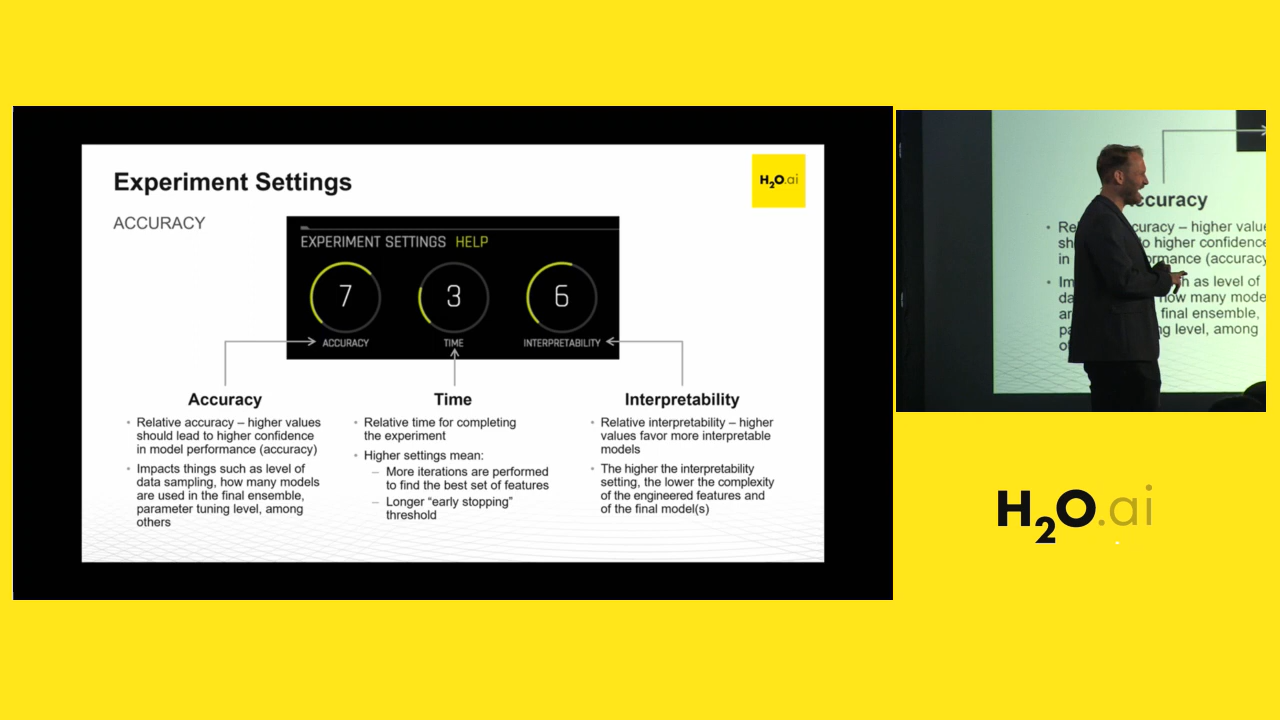 Experiment Settings
H2O.ai
ACCURACY
EXPERIMENT SETTINGS HELP
7
3
6
ACCURACY
TIME
INTERPRETABILITY
Accuracy
• Relative accuracy – higher values
should lead to higher confidence
in model performance (accuracy)
• Impacts things such as level of
data sampling, how many models
are used in the final ensemble,
parameter tuning level, among
others
Time
• Relative time for completing
the experiment
• Higher settings mean:
– More iterations are performed
to find the best set of features
– Longer “early stopping”
threshold
Interpretability
• Relative interpretability – higher
values favor more interpretable
models
• The higher the interpretability
setting, the lower the complexity
of the engineered features and
of the final model(s)
higher
to higher confidence
in
(accuracy
as level of
how many
final ensemble,
level, among
H2O.ai